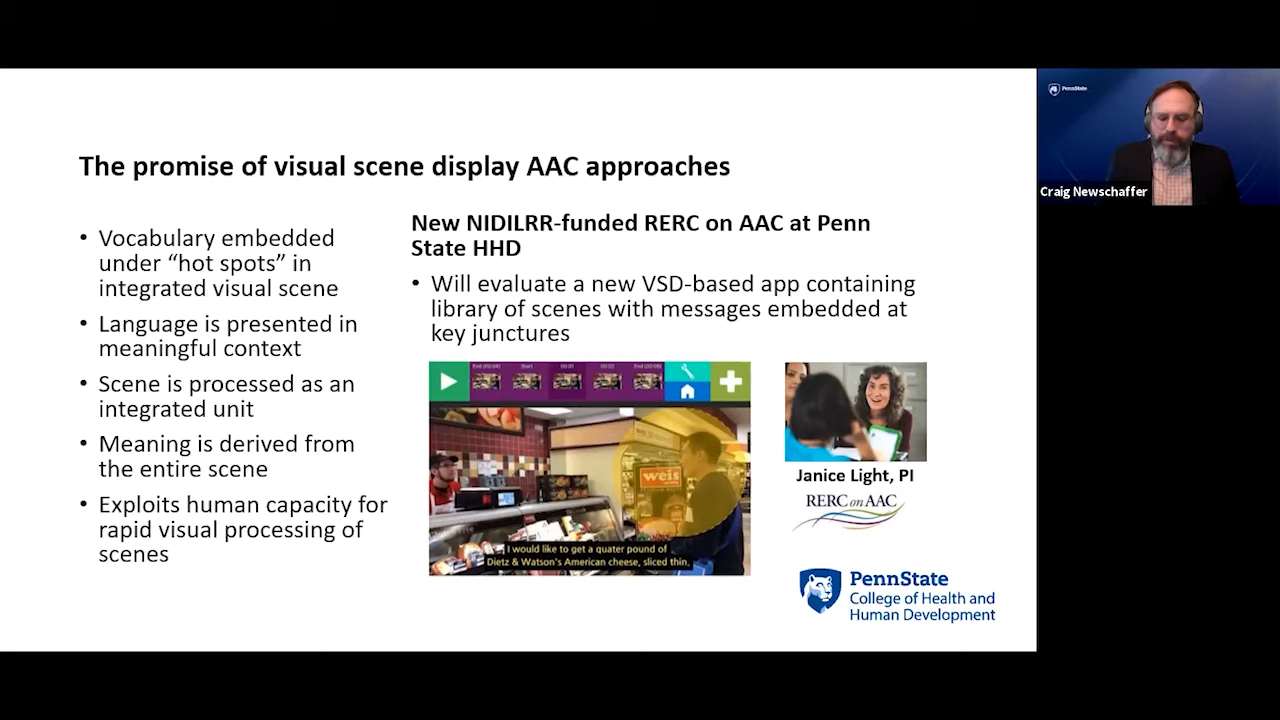 The promise of visual scene display AAC approaches
• Vocabulary embedded
under “hot spots” in
integrated visual scene
• Language is presented in
meaningful context
• Scene is processed as an
integrated unit
• Meaning is derived from
the entire scene
• Exploits human capacity for
rapid visual processing of
scenes
New NIDILRR-funded RERC on AAC at Penn
State HHD
• Will evaluate a new VSD-based app containing
library of scenes with messages embedded at
key junctures
End (00:04) Start 00:01 00:02 End (00:08)
weis
I would like to get a quater pound of
Dietz & Watson's American cheese, sliced thin,
Janice Light, PI
RERC on AAC
PennState
College of Health and
Human Development
PennState
Craig Newschaffer